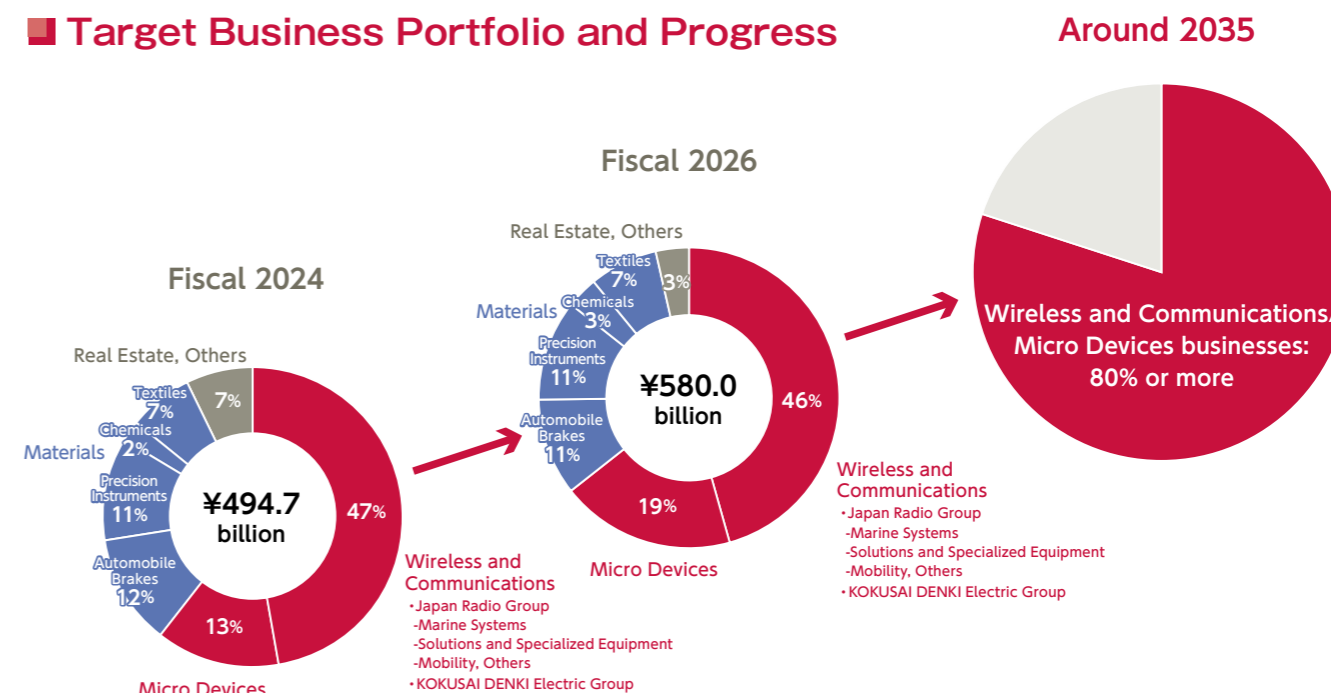 Target Business Portfolio and Progress
Around 2035
Wireless and Communications,
Micro Devices businesses:
80% or more
Fiscal 2026
Real Estate, Others
3%
Textiles
7%
Materials
Chemicals
3%
Precision
Instruments
11%
Automobile
Brakes
11%
¥580.0
billion
46%
19%
Micro Devices
Wireless and
Communications
・Japan Radio Group
-Marine Systems
-Solutions and Specialized Equipment
-Mobility, Others
・KOKUSAI DENKI Electric Group
Fiscal 2024
Real Estate, Others
7%
Textiles
7%
Materials
Chemicals
2%
Precision
Instruments
11%
Automobile
Brakes
12%
¥494.7
billion
47%
13%
Micro Devices
Wireless and
Communications
・Japan Radio Group
-Marine Systems
-Solutions and Specialized Equipment
-Mobility, Others
・KOKUSAI DENKI Electric Group